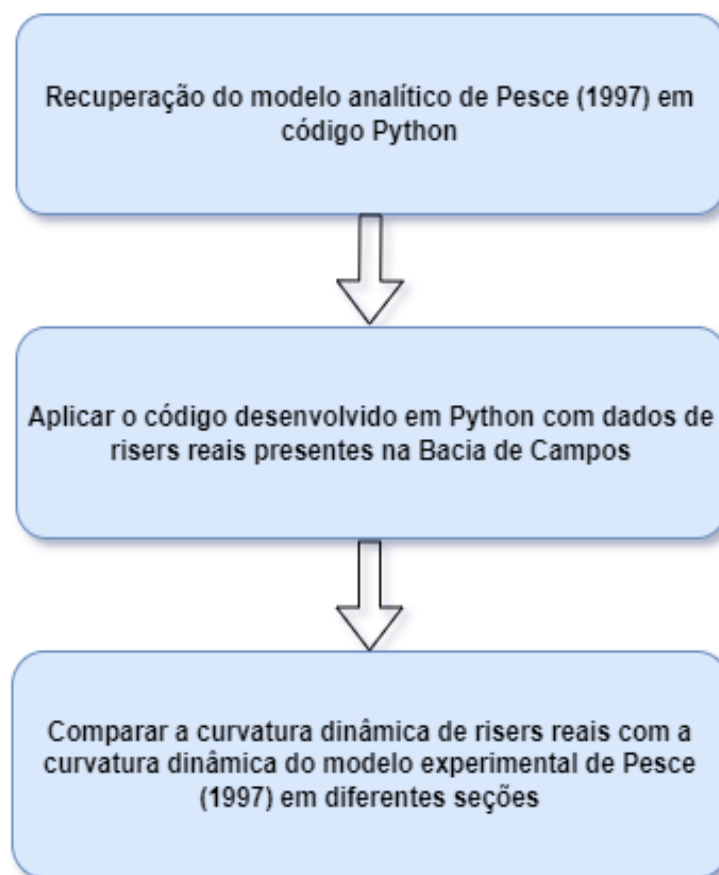 Recuperação do modelo analítico de Pesce (1997) em
código Python
Aplicar o código desenvolvido em Python com dados de
risers reais presentes na Bacia de Campos
Comparar a curvatura dinâmica de risers reais com a
curvatura dinâmica do modelo experimental de Pesce
(1997) em diferentes seções